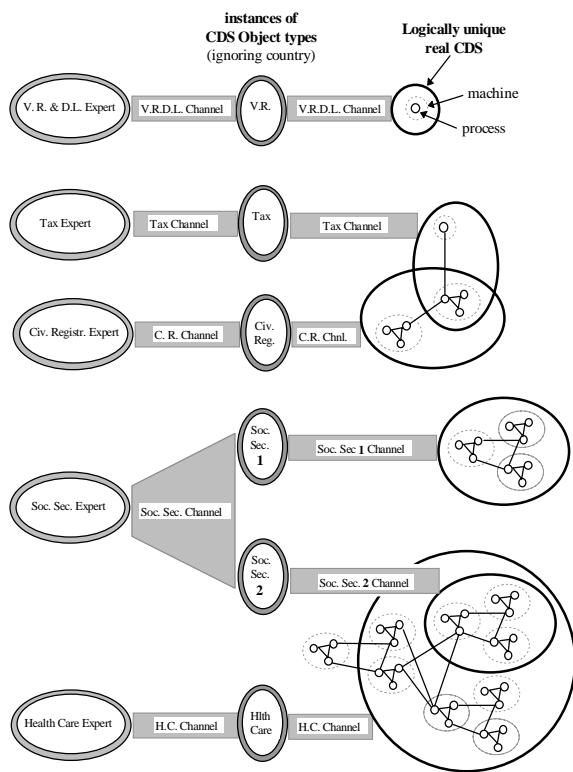 instances of
CDS Object types
(ignoring country)
Logically unique
real CDS
machine
process
V. R. & D.L. Expert
V.R.D.L. Channel
V.R.
V.R.D.L. Channel
Tax Expert
Tax Channel
Tax
Tax Channel
Civ. Registr. Expert
C. R. Channel
Civ.
Reg.
C.R. Chnl.
Soc. Sec. Expert
Soc. Sec. Channel
Soc.
Sec.
1
Soc. Sec 1 Channel
Soc.
Sec.
2
Soc. Sec. 2 Channel
Health Care Expert
H.C. Channel
Hlth
Care
H.C. Channel